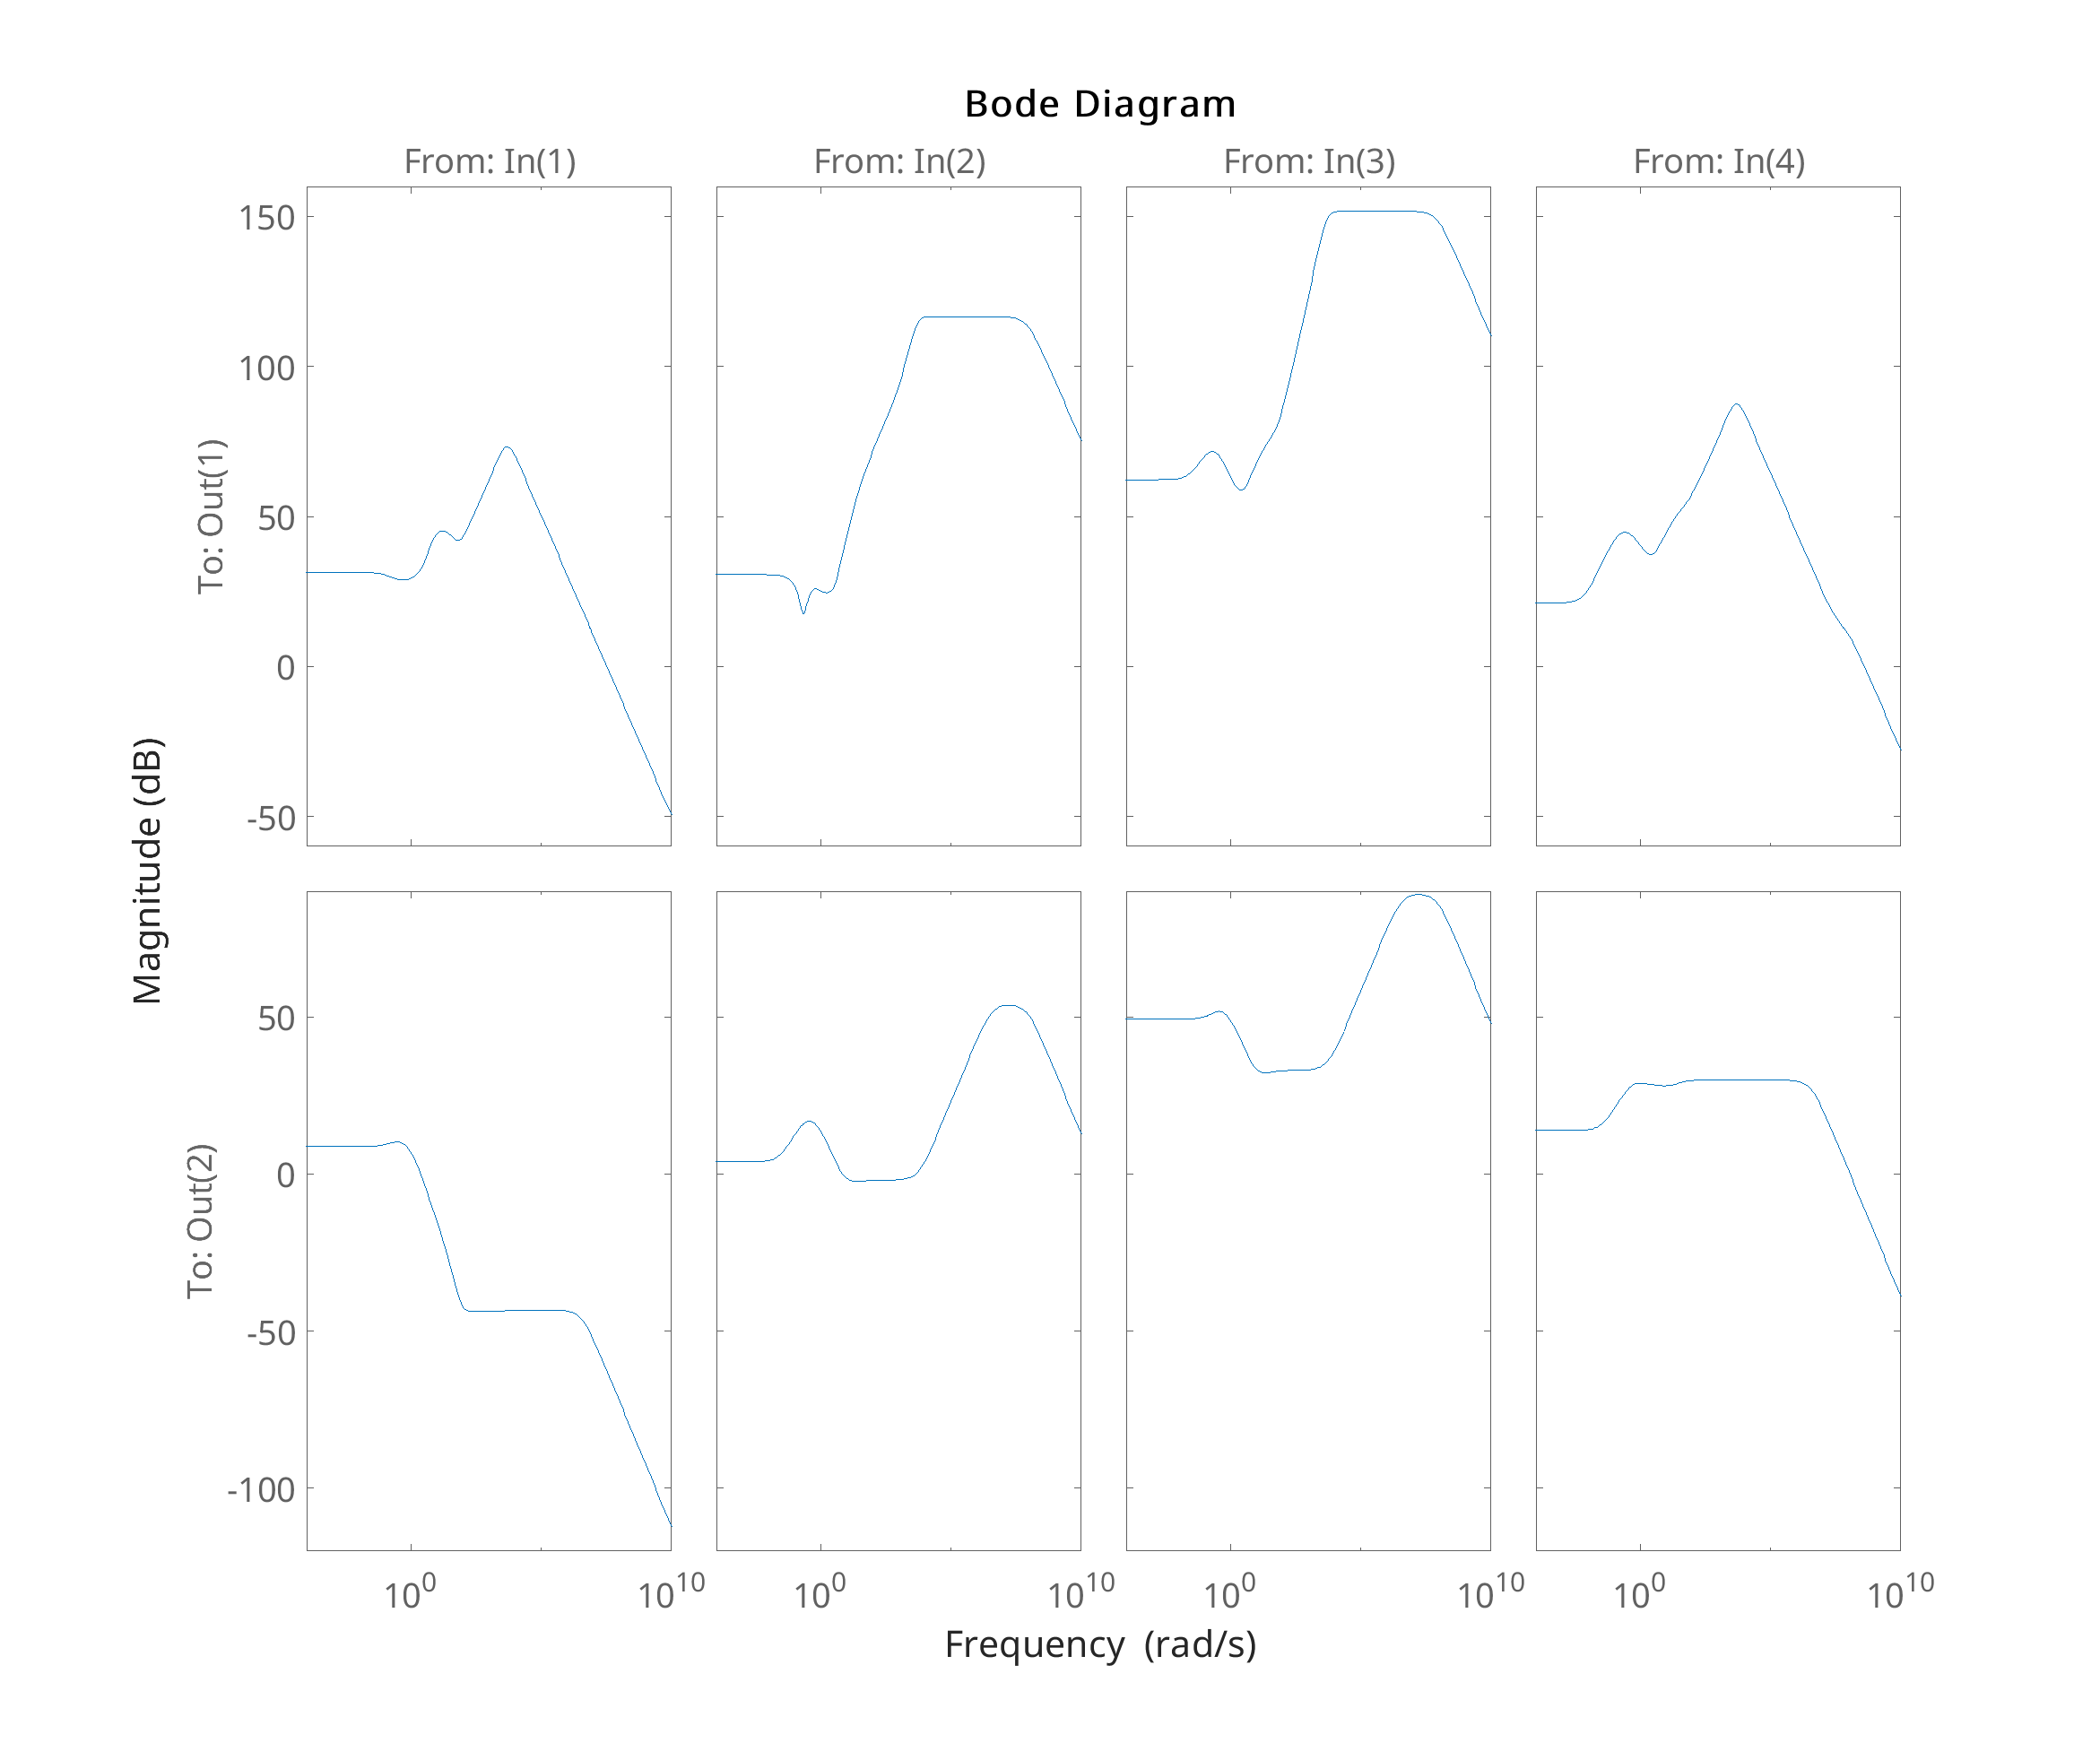 Bode Diagram
From: In(1)
From: In(2)
From: In(3)
From: In(4)
To: Out(1)
150
100
50
0
-50
Magnitude (dB)
To: Out(2)
50
0
-50
-100
10^0
10^10
10^0
10^10
10^0
10^10
10^0
10^10
Frequency (rad/s)